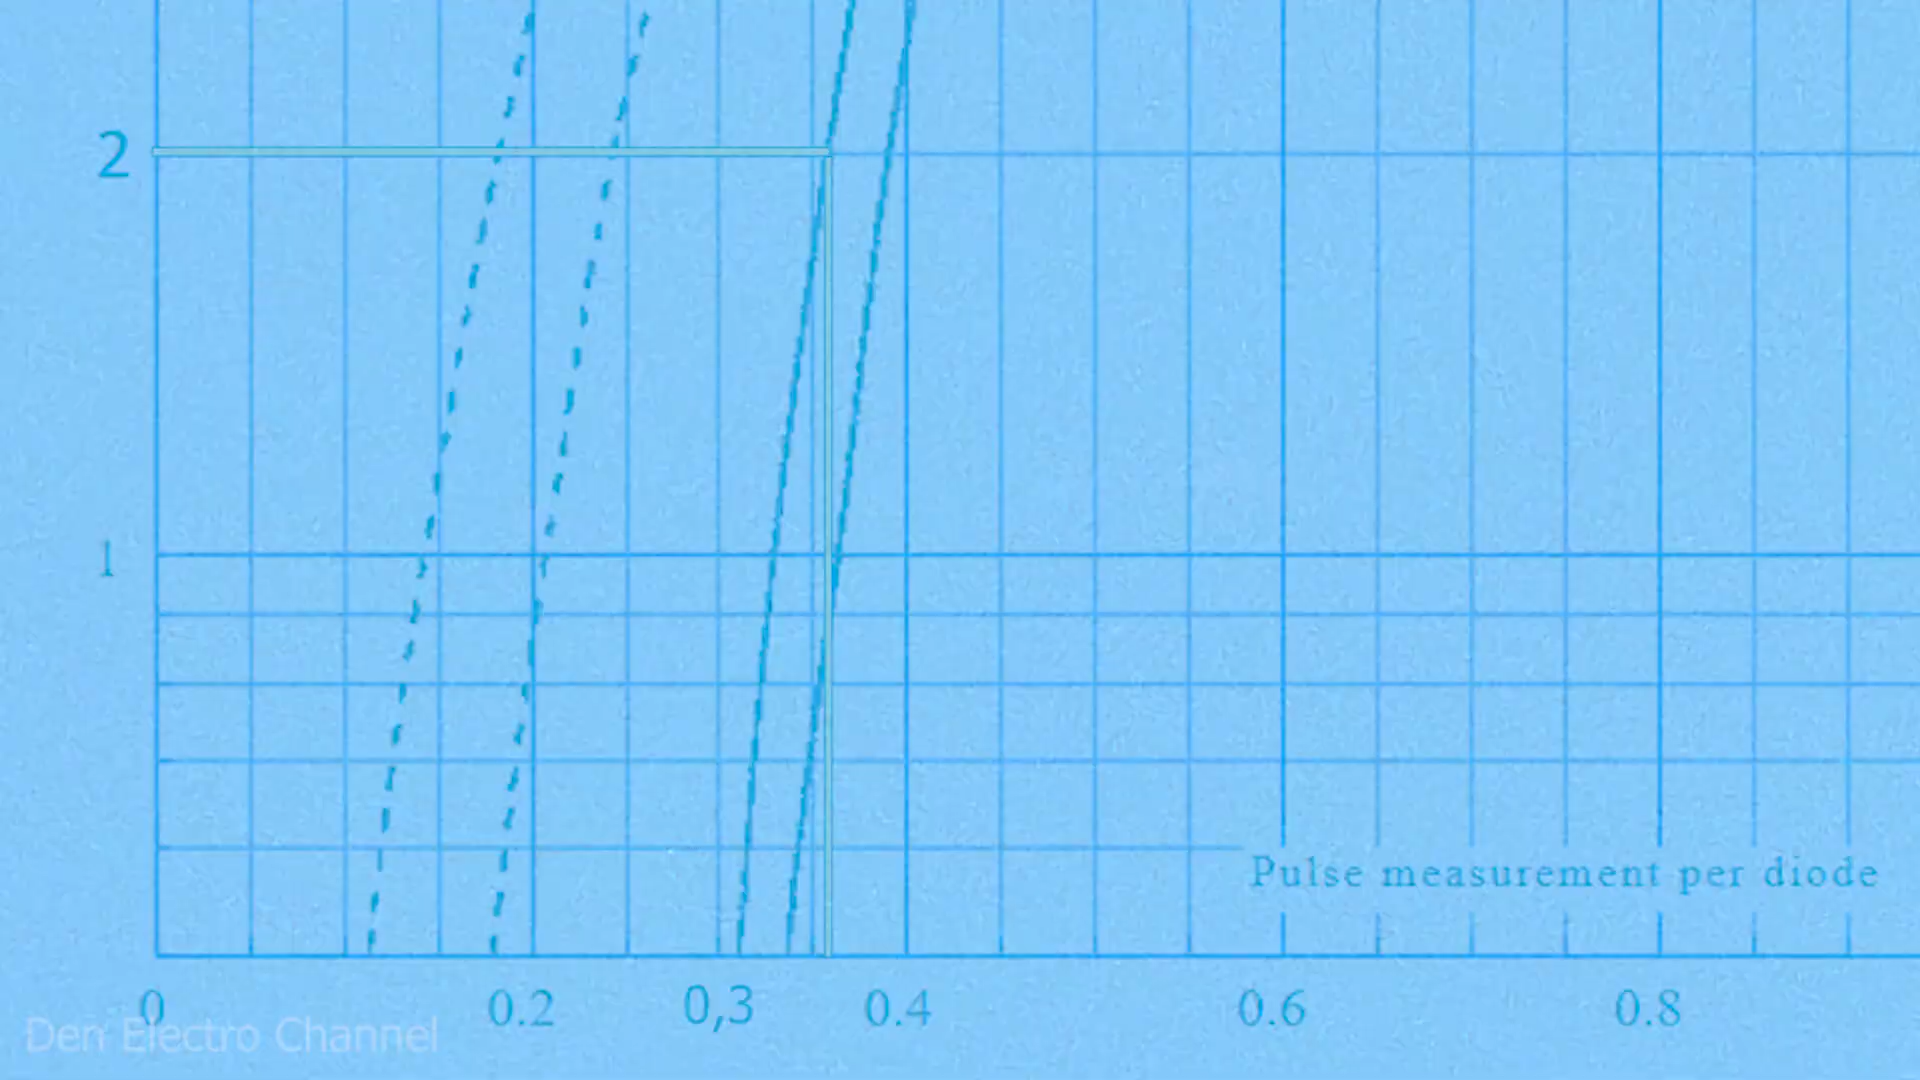 2
1
Pulse measurement per diode
0 0.2 0,3 0.4 0.6 0.8
Den Electro Channel